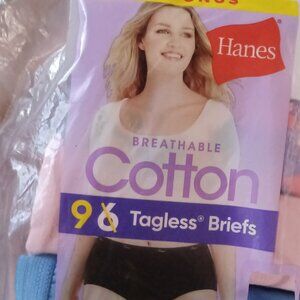 Hanes
BREATHABLE
Cotton
9 6 Tagless® Briefs